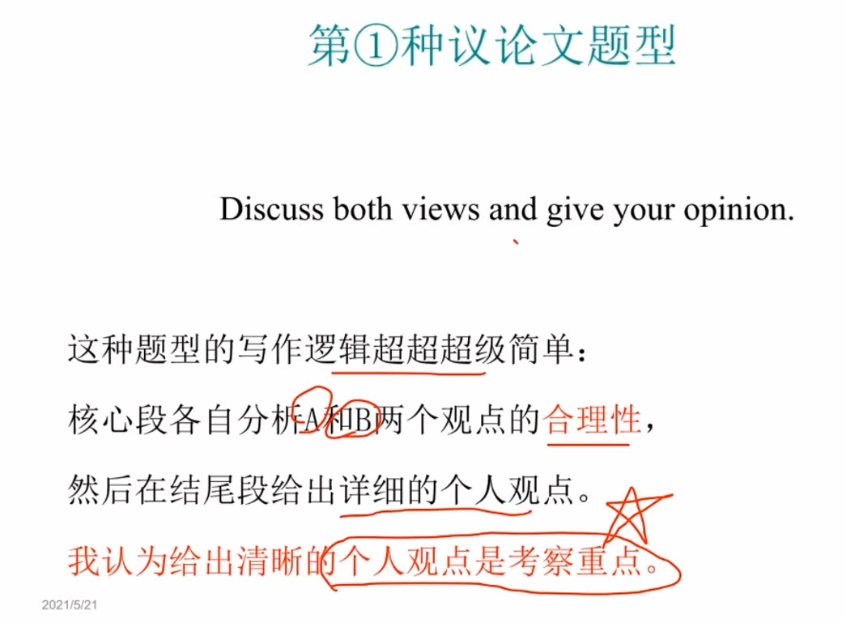 第①种议论文题型
Discuss both views and give your opinion.
这种题型的写作逻辑超超超级简单：
核心段各自分析A和B两个观点的合理性，
然后在结尾段给出详细的个人观点。
我认为给出清晰的个人观点是考察重点。
2021/5/21